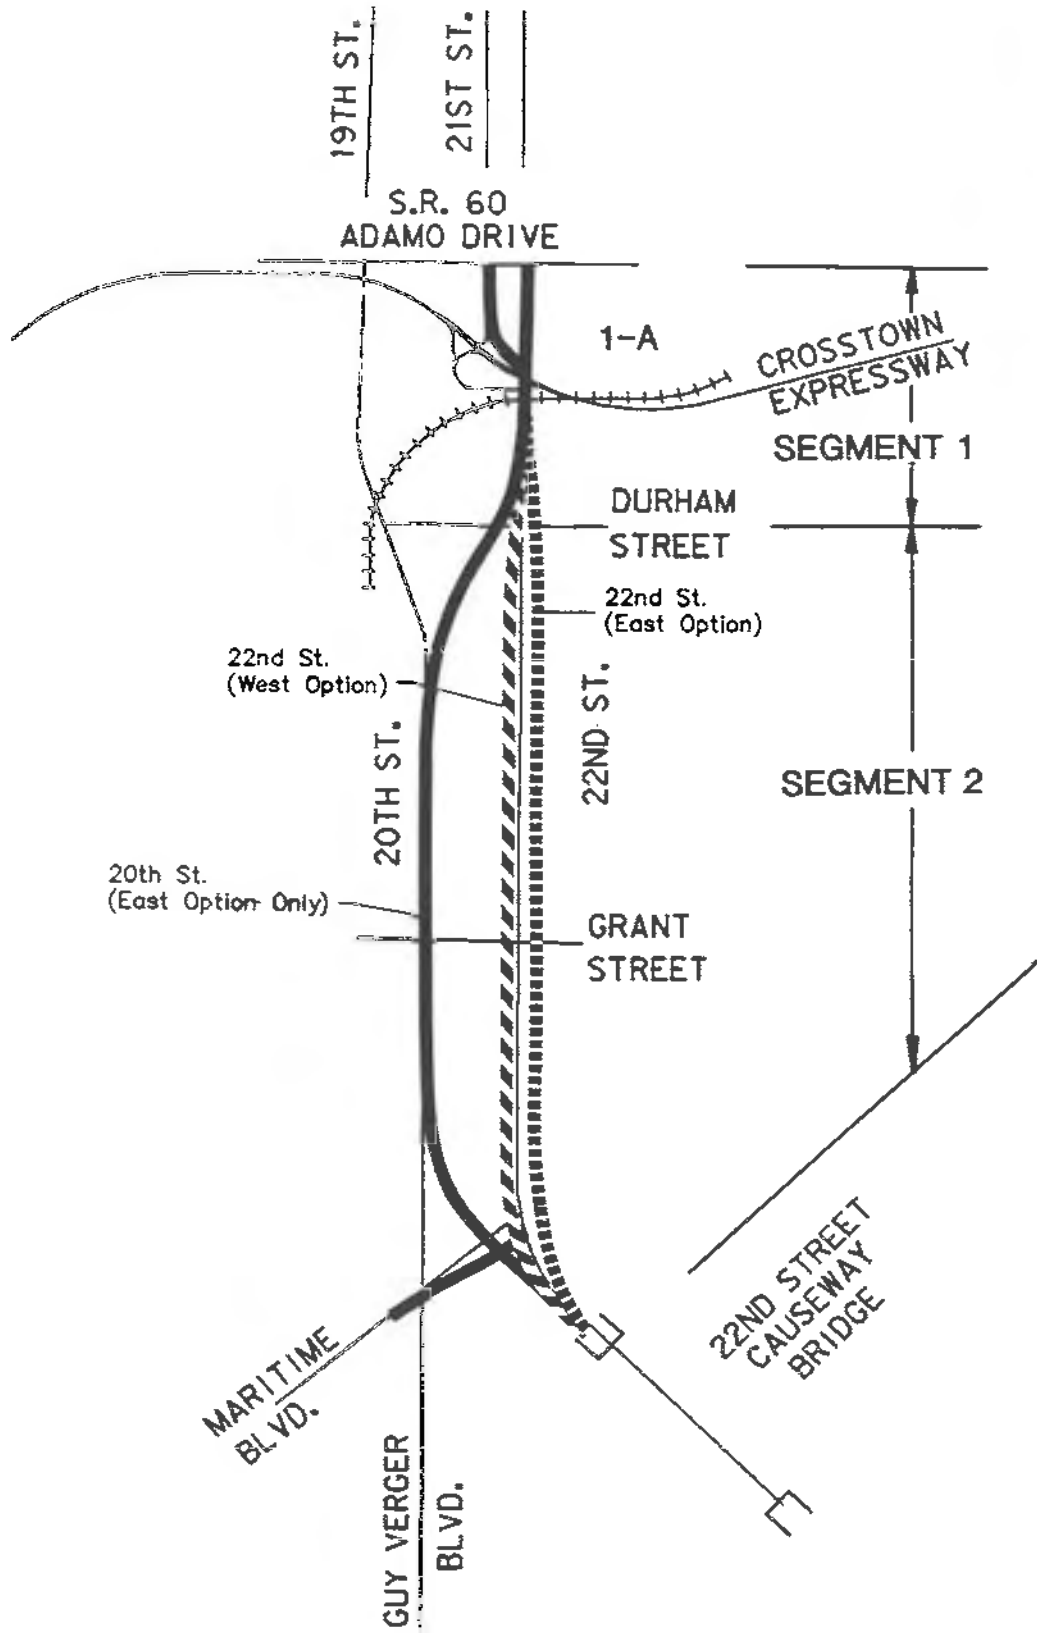 19TH ST.
21ST ST.
S.R. 60
ADAMO DRIVE
1-A
CROSSTOWN
EXPRESSWAY
SEGMENT 1
DURHAM
STREET
22nd St.
(East Option)
22nd St.
(West Option)
22ND ST.
20TH ST.
SEGMENT 2
20th St.
(East Option Only)
GRANT
STREET
22ND STREET
CAUSEWAY
BRIDGE
MARITIME
BLVD.
GUY VERGER
BLVD.